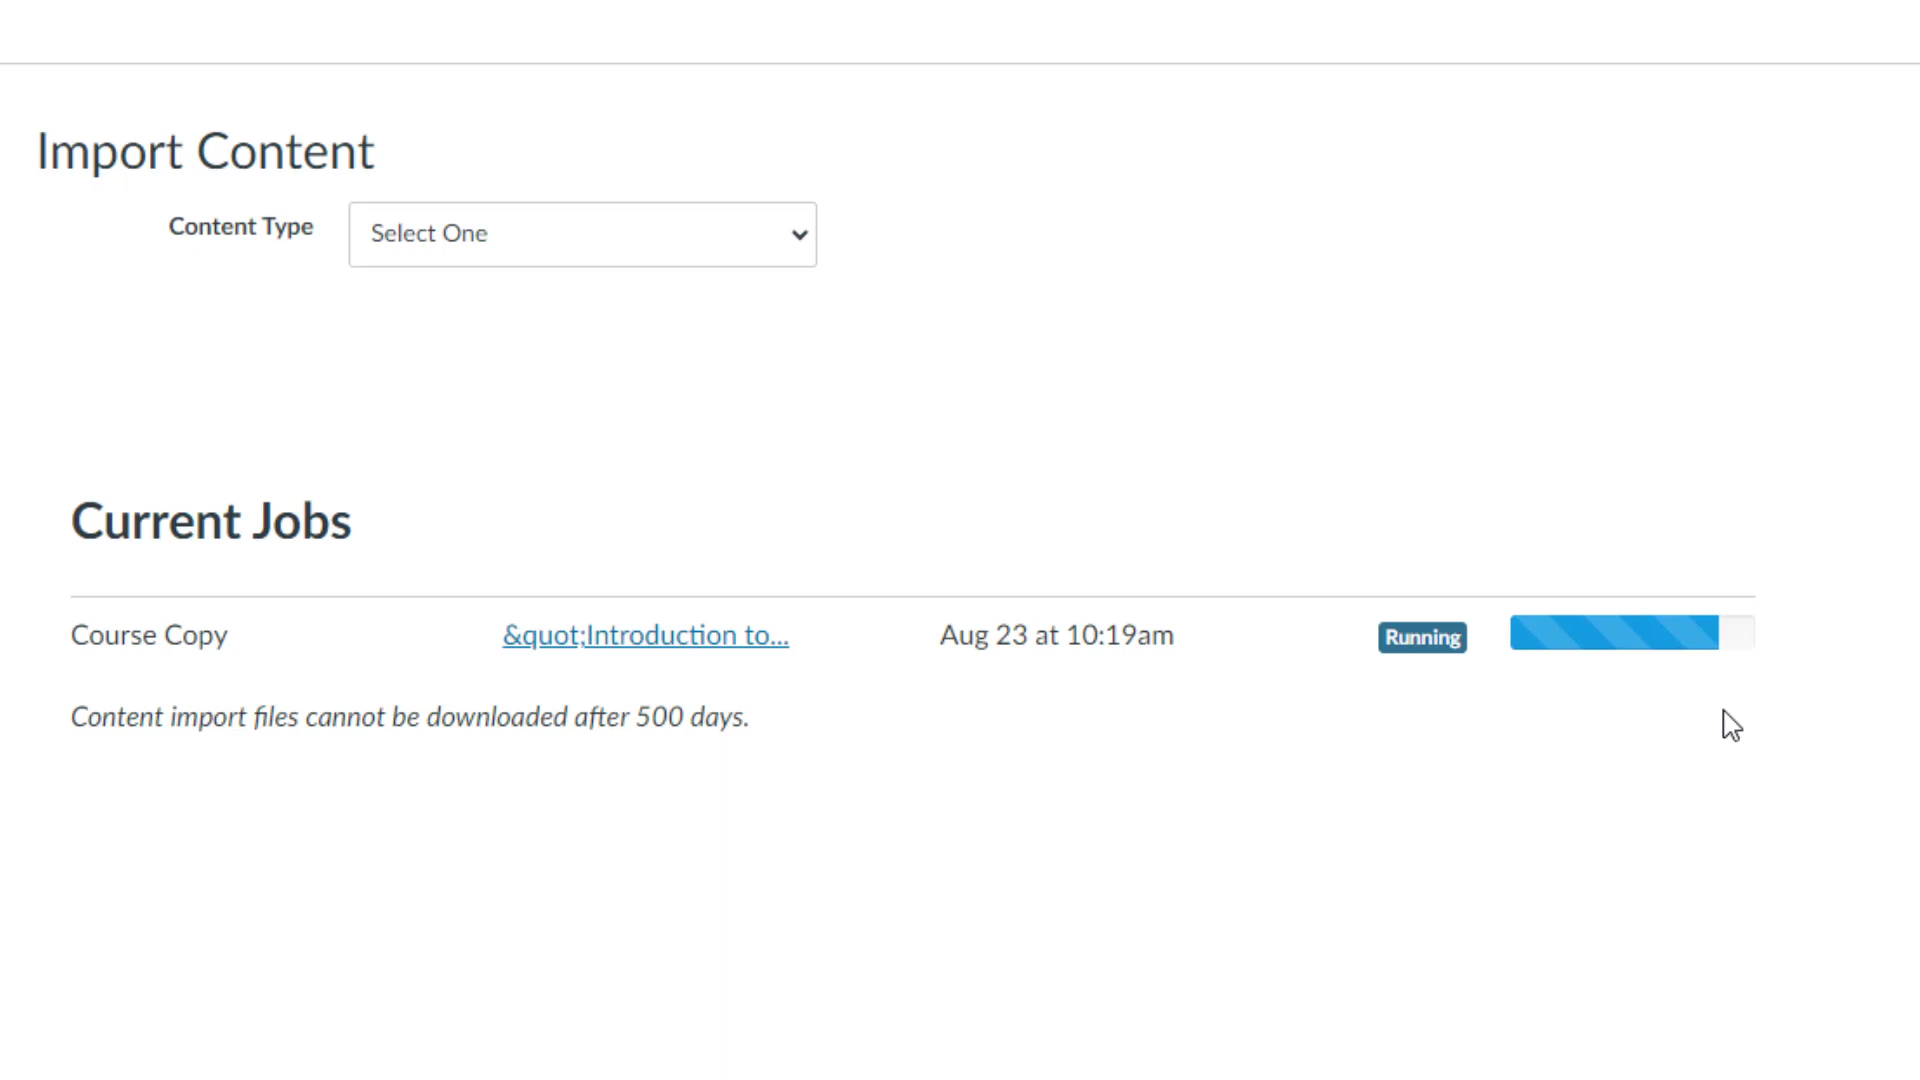 Import Content
Content Type
Select One
Current Jobs
Course Copy &quot;Introduction to... Aug 23 at 10:19am Running
Content import files cannot be downloaded after 500 days.